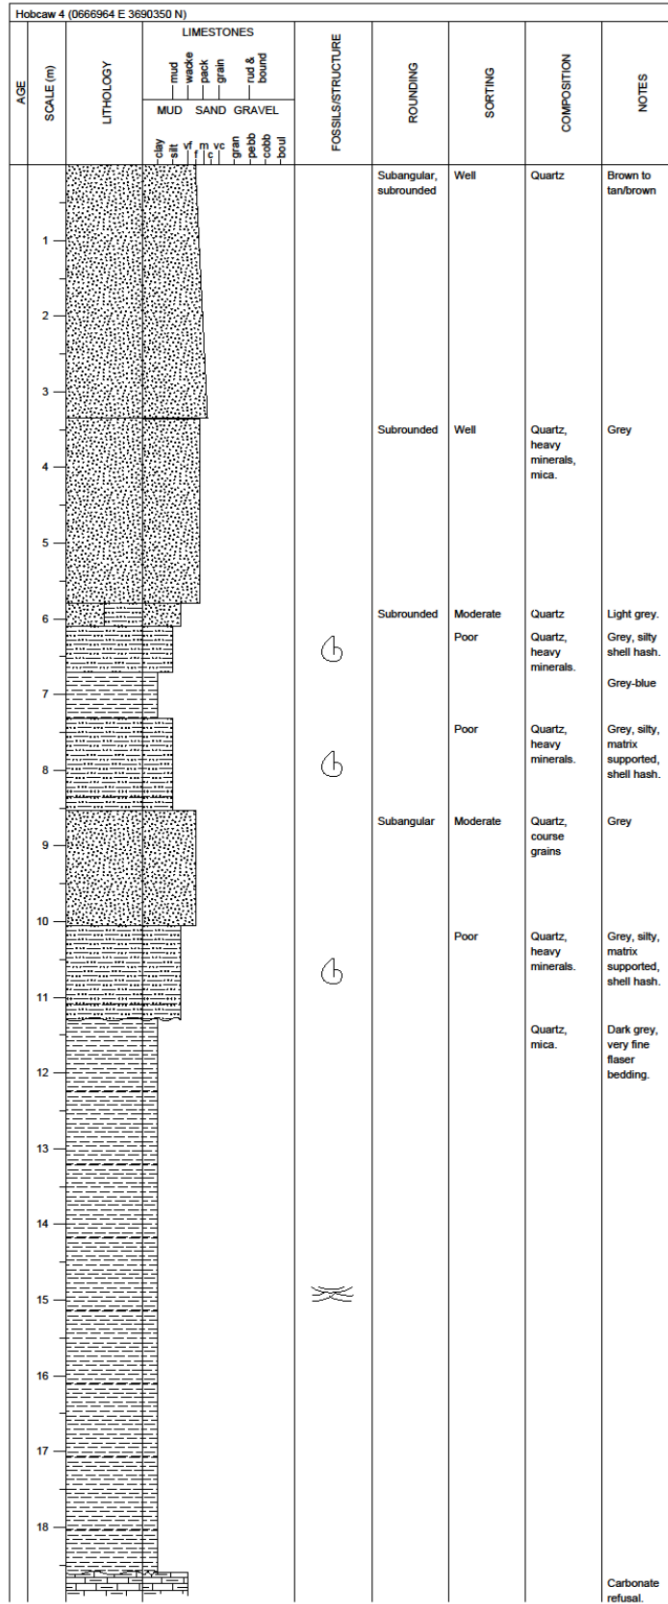 Hobcaw 4 (0666964 E 3690350 N)
AGE
SCALE (m)
LITHOLOGY
LIMESTONES
mud
wacke
pack
grain
rud &
bound
MUD SAND GRAVEL
clay
silt
vf
f
m
c
vc
gran
pebb
cobb
boul
FOSSILS/STRUCTURE
ROUNDING
SORTING
COMPOSITION
NOTES
Subangular,
subrounded
Well
Quartz
Brown to
tan/brown
1
2
3
Subrounded
Well
Quartz,
heavy
minerals,
mica.
Grey
4
5
6
Subrounded
Moderate
Quartz
Light grey.
Poor
Quartz,
heavy
minerals.
Grey, silty
shell hash.
7
Grey-blue
Poor
Quartz,
heavy
minerals.
Grey, silty,
matrix
supported,
shell hash.
8
Subangular
Moderate
Quartz,
course
grains
Grey
9
10
Poor
Quartz,
heavy
minerals.
Grey, silty,
matrix
supported,
shell hash.
11
Quartz,
mica.
Dark grey,
very fine
flaser
bedding.
12
13
14
15
16
17
18
Carbonate
refusal.